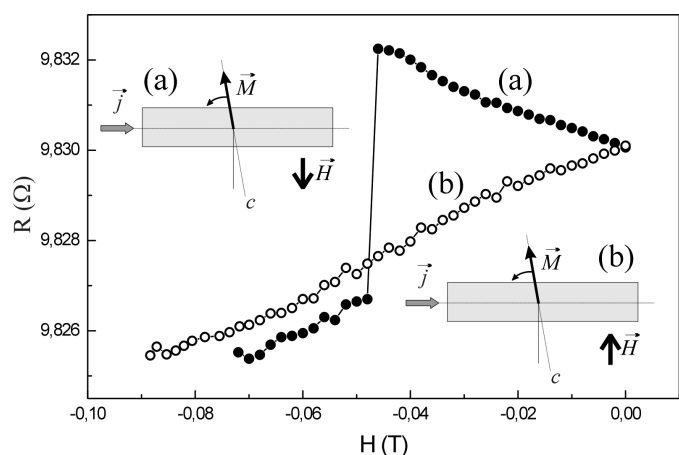 9,832
9,830
9,828
9,826
R (Ω)
(a)
j
M
H
c
(a)
(b)
(b)
j
M
H
c
-0,10
-0,08
-0,06
-0,04
-0,02
0,00
H (T)